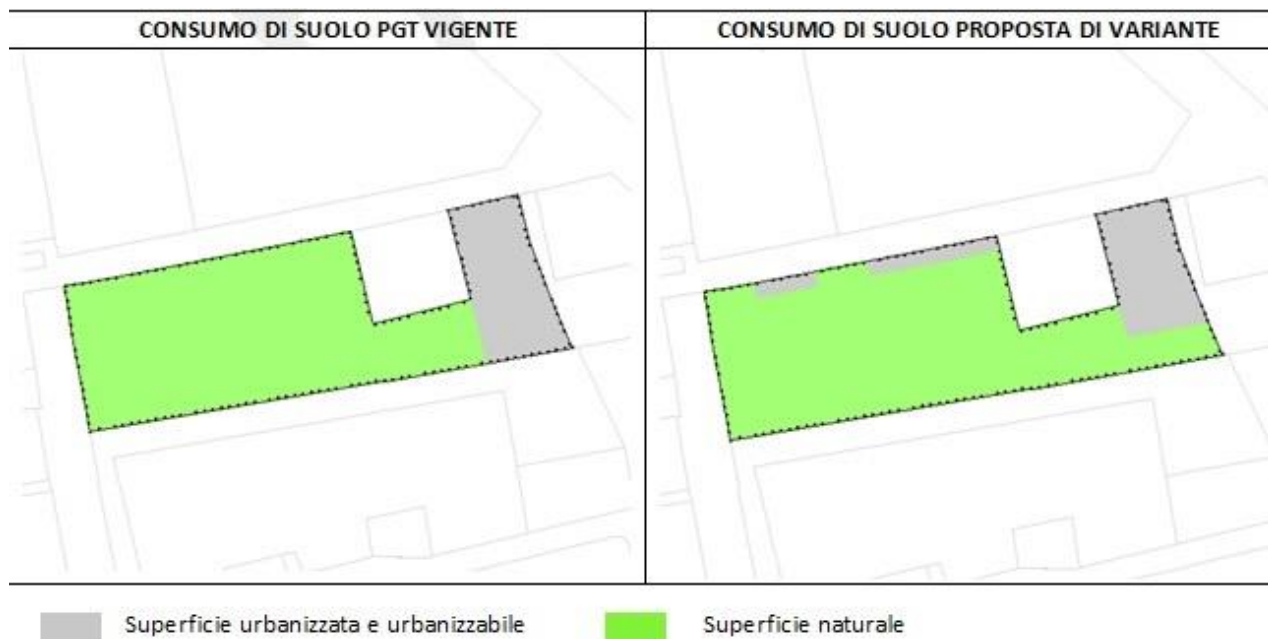 CONSUMO DI SUOLO PGT VIGENTE
CONSUMO DI SUOLO PROPOSTA DI VARIANTE
Superficie urbanizzata e urbanizzabile
Superficie naturale